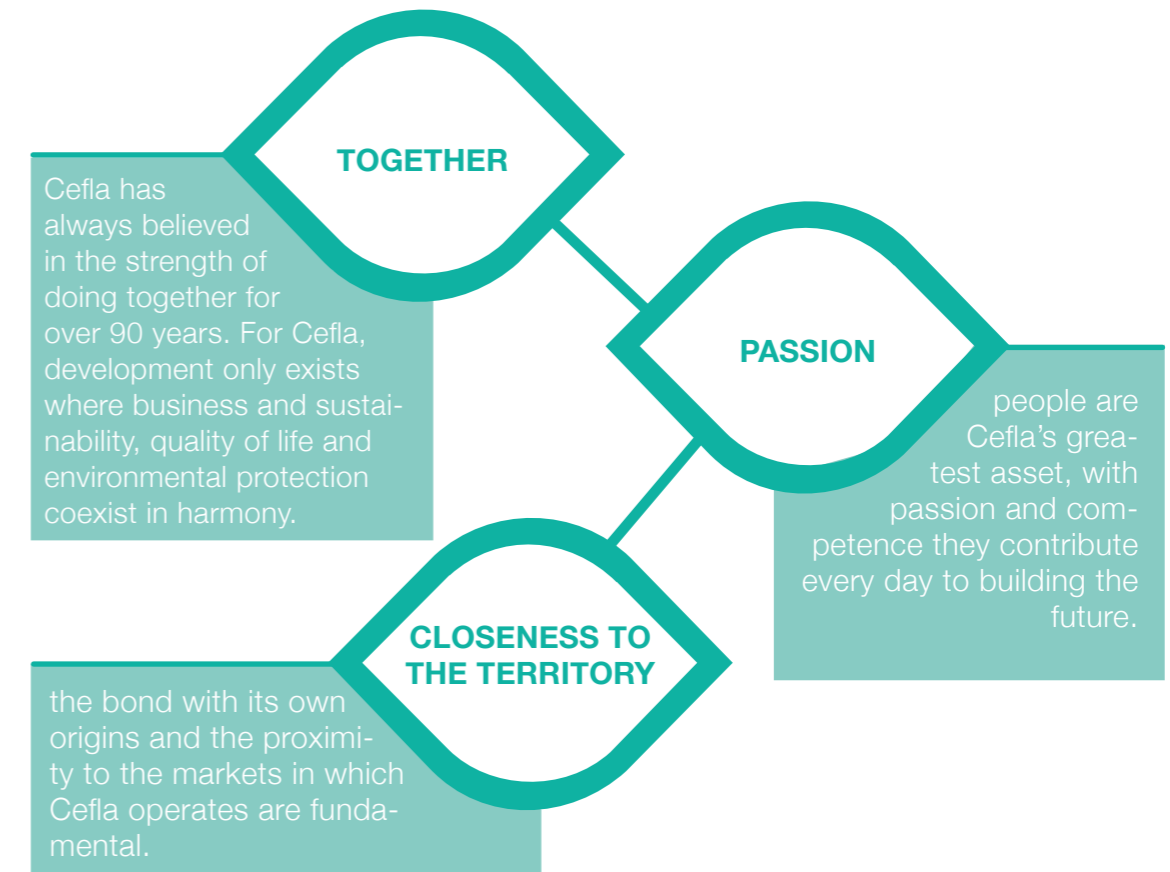 TOGETHER
Cefla has
always believed
in the strength of
doing together for
over 90 years. For Cefla,
development only exists
where business and sustai-
nability, quality of life and
environmental protection
coexist in harmony.
PASSION
people are
Cefla's grea-
test asset, with
passion and com-
petence they contribute
every day to building the
future.
CLOSENESS TO
THE TERRITORY
the bond with its own
origins and the proximi-
ty to the markets in which
Cefla operates are funda-
mental.